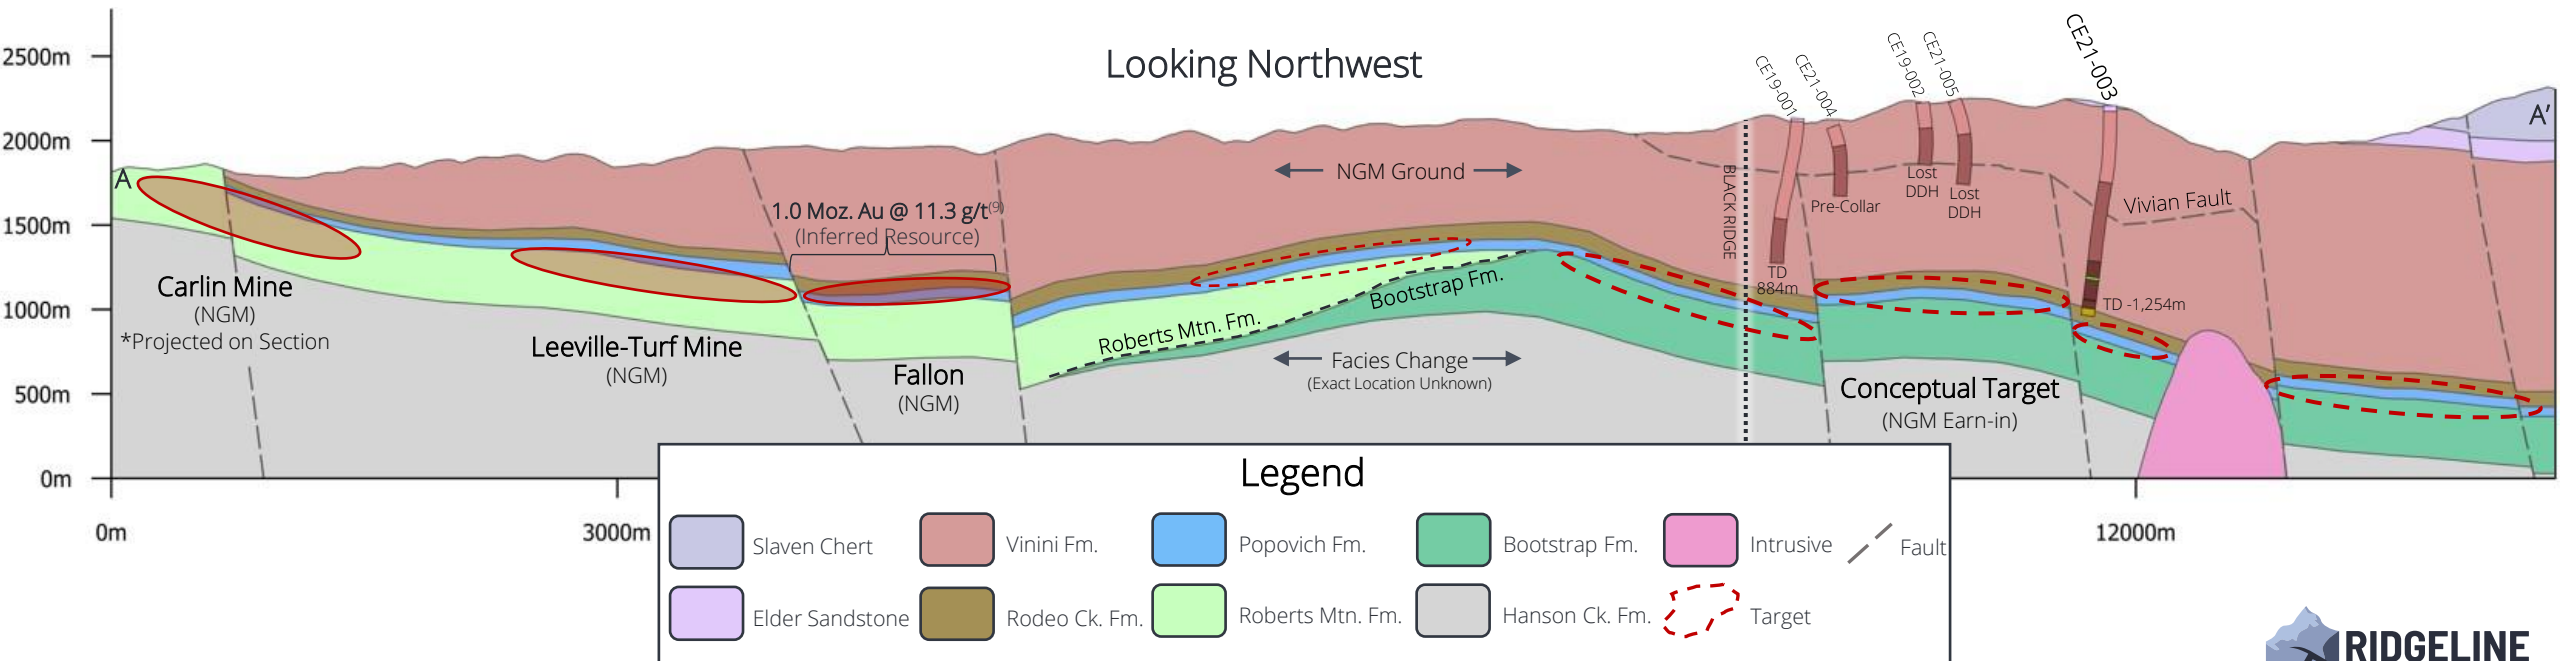 Looking Northwest
2500m
2000m
1500m
1000m
500m
0m
A
A'
CE19-001
CE21-004
CE19-002
CE21-005
CE21-003
NGM Ground
BLACK RIDGE
Pre-Collar
Lost
DDH
Lost
DDH
Vivian Fault
1.0 Moz. Au @ 11.3 g/t(9)
(Inferred Resource)
TD
884m
TD -1,254m
Carlin Mine
(NGM)
*Projected on Section
Leeville-Turf Mine
(NGM)
Fallon
(NGM)
Roberts Mtn. Fm.
Bootstrap Fm.
Facies Change
(Exact Location Unknown)
Conceptual Target
(NGM Earn-in)
0m
3000m
12000m
Legend
Slaven Chert
Vinini Fm.
Popovich Fm.
Bootstrap Fm.
Intrusive
Fault
Elder Sandstone
Rodeo Ck. Fm.
Roberts Mtn. Fm.
Hanson Ck. Fm.
Target
RIDGELINE